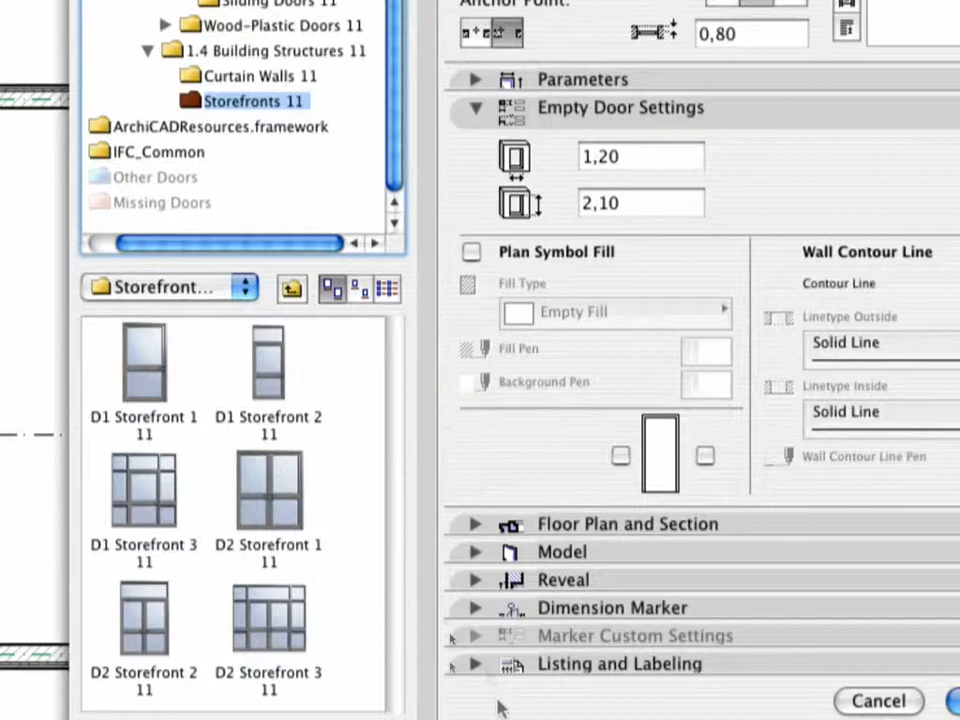 Sliding Doors 11
Wood-Plastic Doors 11
1.4 Building Structures 11
Curtain Walls 11
Storefronts 11
ArchiCADResources.framework
IFC_Common
Other Doors
Missing Doors
Storefront...
D1 Storefront 1
11
D1 Storefront 2
11
D1 Storefront 3
11
D2 Storefront 1
11
D2 Storefront 2
11
D2 Storefront 3
11
Anchor Point:
0,80
Parameters
Empty Door Settings
1,20
2,10
Plan Symbol Fill
Fill Type
Empty Fill
Fill Pen
Background Pen
Wall Contour Line
Contour Line
Linetype Outside
Solid Line
Linetype Inside
Solid Line
Wall Contour Line Pen
Floor Plan and Section
Model
Reveal
Dimension Marker
Marker Custom Settings
Listing and Labeling
Cancel